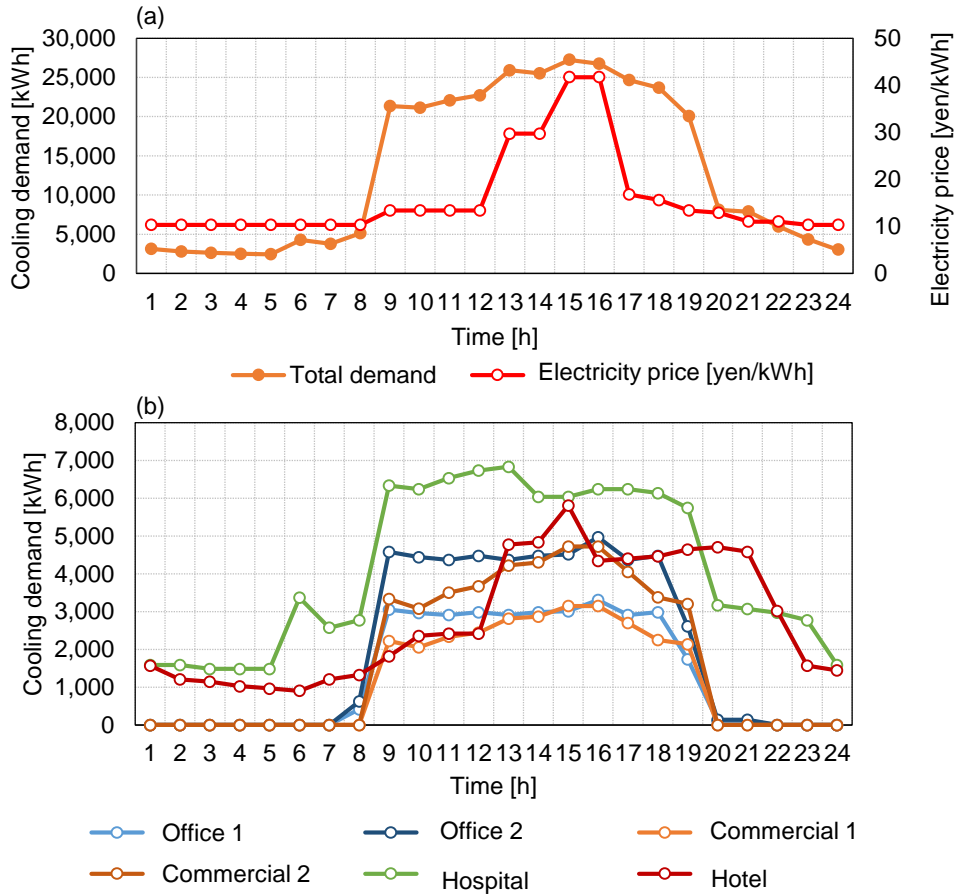 (a)
30,000
25,000
20,000
15,000
10,000
5,000
0
Cooling demand [kWh]
50
40
30
20
10
0
Electricity price [yen/kWh]
1 2 3 4 5 6 7 8 9 10 11 12 13 14 15 16 17 18 19 20 21 22 23 24
Time [h]
Total demand Electricity price [yen/kWh]
(b)
8,000
7,000
6,000
5,000
4,000
3,000
2,000
1,000
0
Cooling demand [kWh]
1 2 3 4 5 6 7 8 9 10 11 12 13 14 15 16 17 18 19 20 21 22 23 24
Time [h]
Office 1 Office 2 Commercial 1
Commercial 2 Hospital Hotel